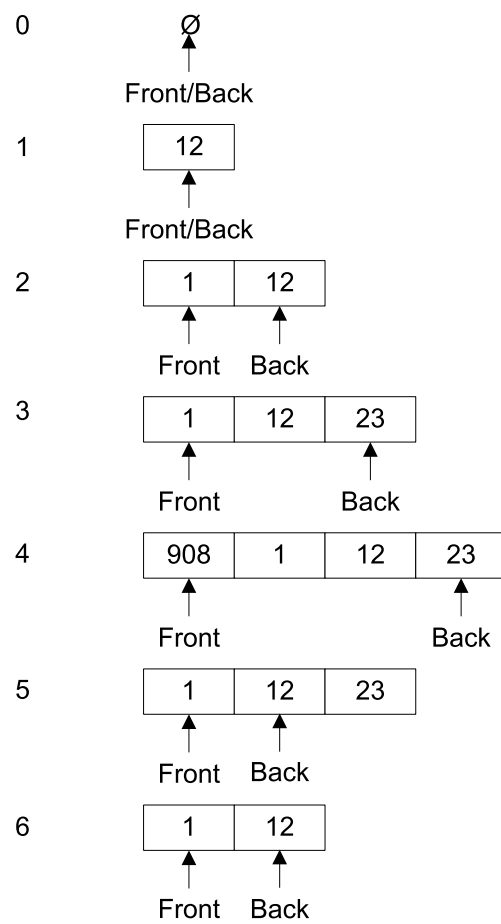 0 Ø
Front/Back
1 12
Front/Back
2 1 12
Front Back
3 1 12 23
Front Back
4 908 1 12 23
Front Back
5 1 12 23
Front Back
6 1 12
Front Back